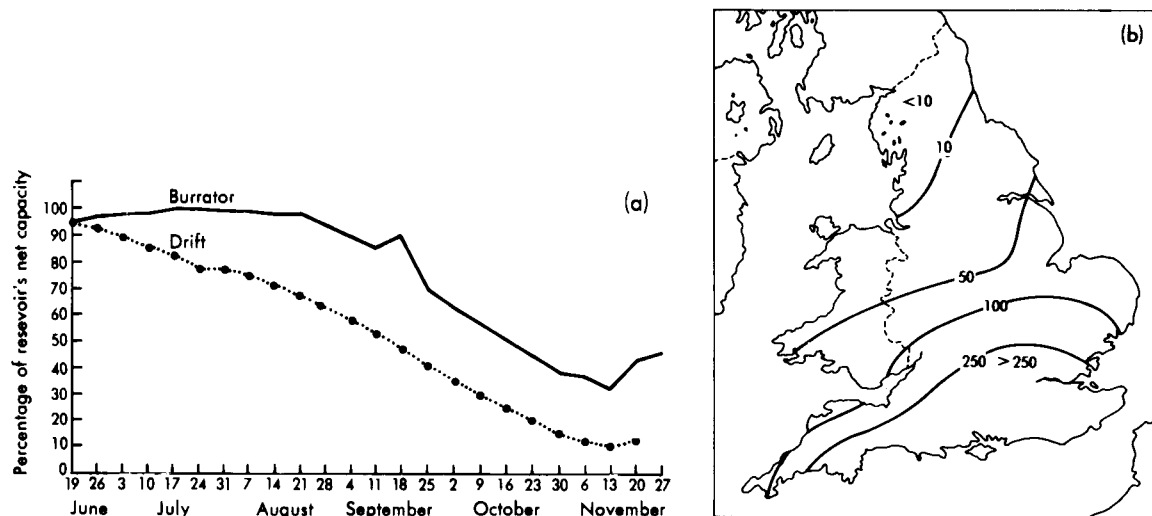 (a)
Percentage of resevoir's net capacity
100
90
80
70
60
50
40
30
20
10
0
Burrator
Drift
19 26 3 10 17 24 31 7 14 21 28 4 11 18 25 2 9 16 23 30 6 13 20 27
June July August September October November
(b)
<10
10
50
100
250 >250